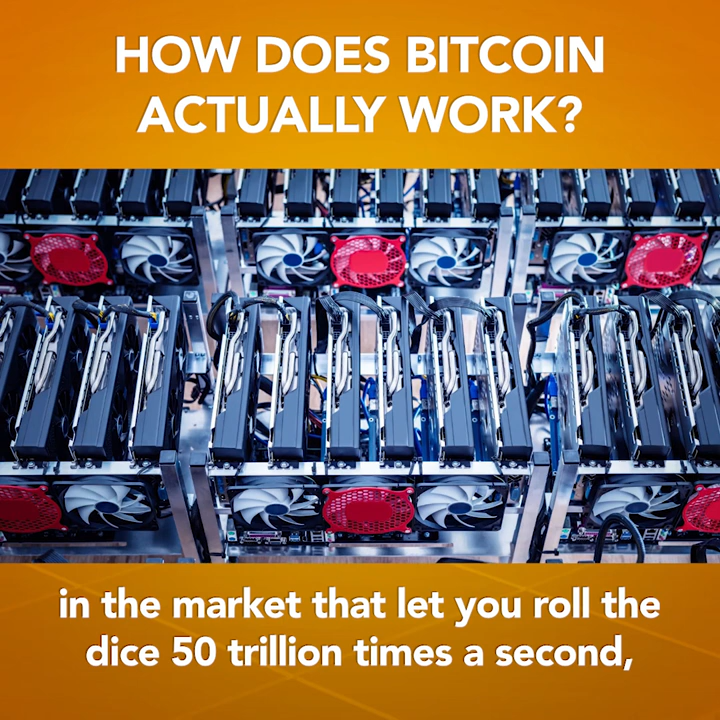 HOW DOES BITCOIN
ACTUALLY WORK?
in the market that let you roll the
dice 50 trillion times a second,